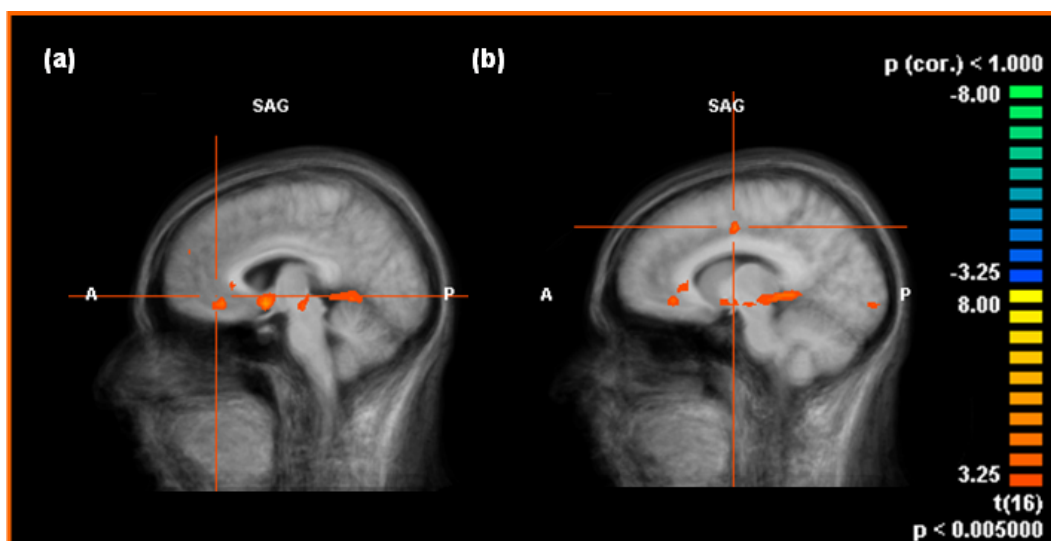 (a)
(b)
p (cor.) < 1.000
-8.00
SAG
SAG
-3.25
A
P
A
P
8.00
3.25
t(16)
p < 0.005000